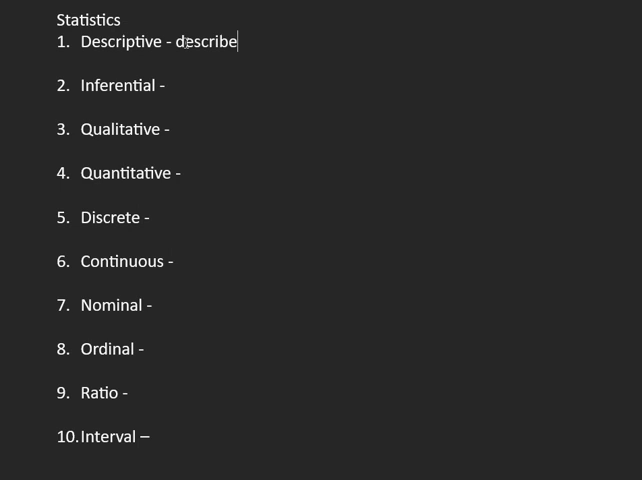 Statistics
1. Descriptive - describe
2. Inferential -
3. Qualitative -
4. Quantitative -
5. Discrete -
6. Continuous -
7. Nominal -
8. Ordinal -
9. Ratio -
10. Interval –